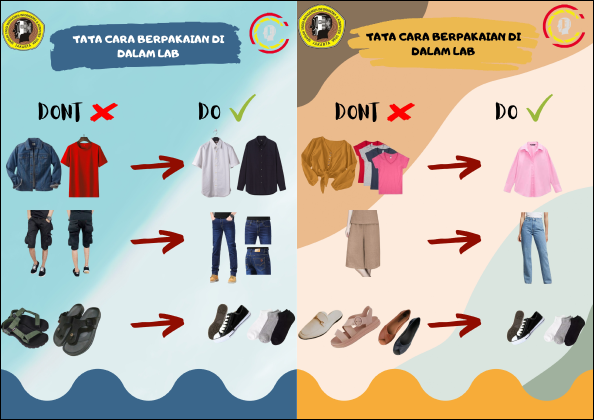 TATA CARA BERPAKAIAN DI
DALAM LAB
DONT
DO
TATA CARA BERPAKAIAN DI
DALAM LAB
DONT
DO